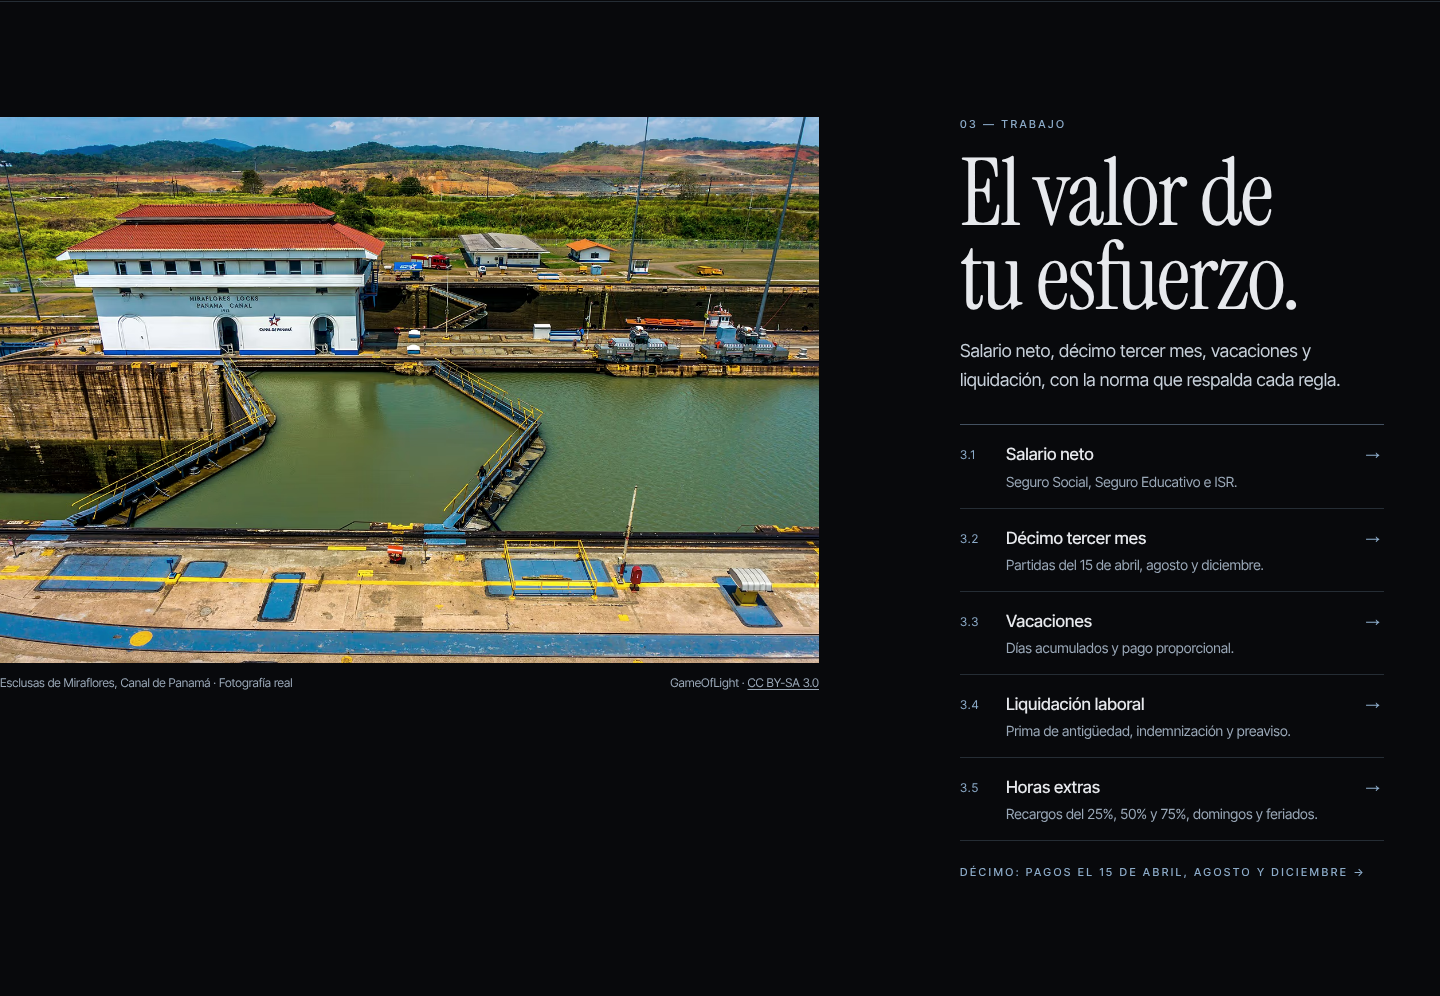 MIRAFLORES LOCKS
PANAMA CANAL
1913
CANAL DE PANAMÁ
Esclusas de Miraflores, Canal de Panamá · Fotografía real
GameOfLight · CC BY-SA 3.0
03 — TRABAJO
El valor de
tu esfuerzo.
Salario neto, décimo tercer mes, vacaciones y
liquidación, con la norma que respalda cada regla.
3.1 Salario neto →
Seguro Social, Seguro Educativo e ISR.
3.2 Décimo tercer mes →
Partidas del 15 de abril, agosto y diciembre.
3.3 Vacaciones →
Días acumulados y pago proporcional.
3.4 Liquidación laboral →
Prima de antigüedad, indemnización y preaviso.
3.5 Horas extras →
Recargos del 25%, 50% y 75%, domingos y feriados.
DÉCIMO: PAGOS EL 15 DE ABRIL, AGOSTO Y DICIEMBRE →